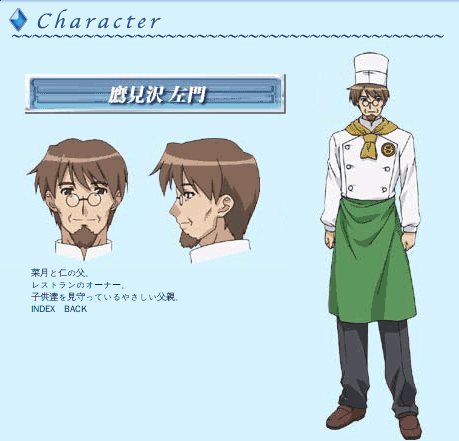 Character
鷹見沢 左門
菜月と仁の父。
レストランのオーナー。
子供達を見守っているやさしい父親。
INDEX BACK